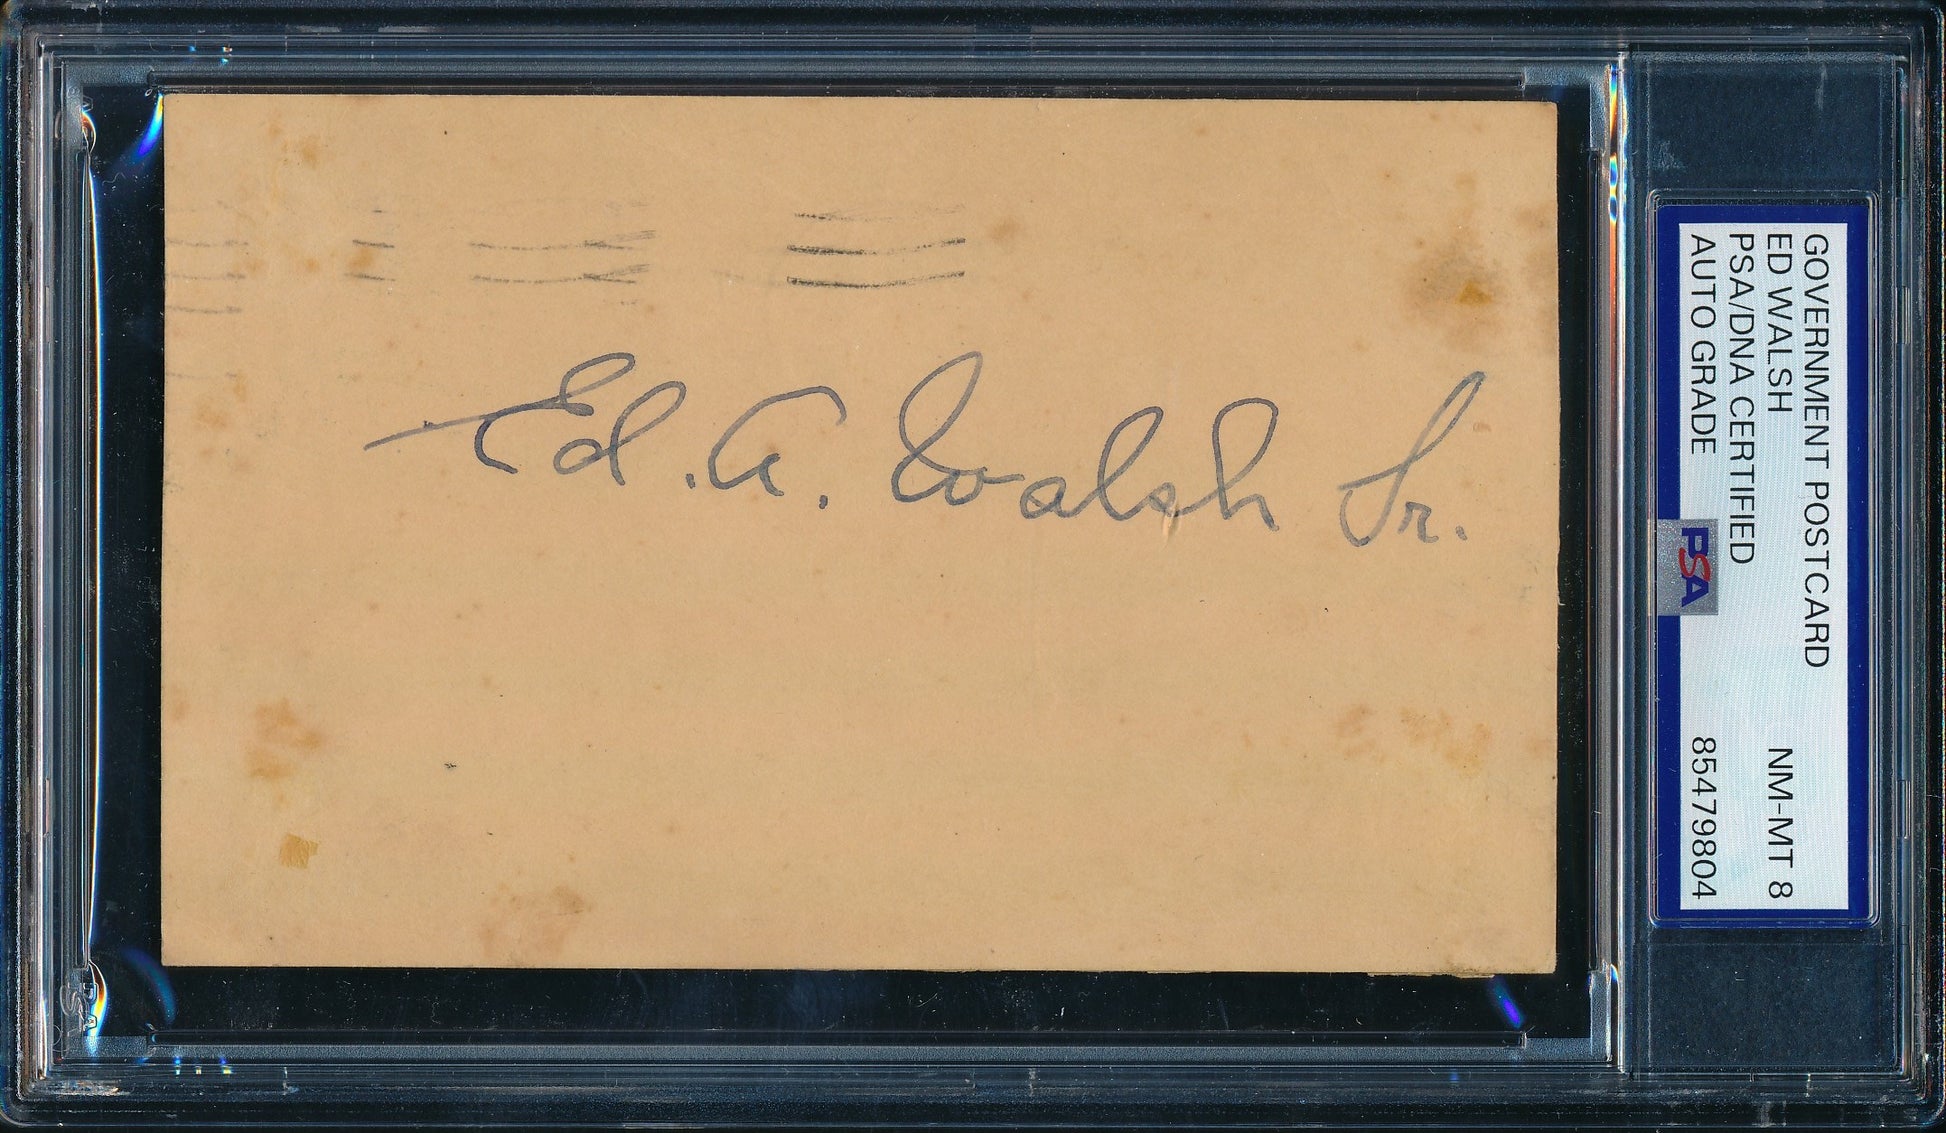 Ed. A. Walsh Sr.
GOVERNMENT POSTCARD
ED WALSH NM-MT 8
PSA/DNA CERTIFIED
AUTO GRADE 85479804
PSA